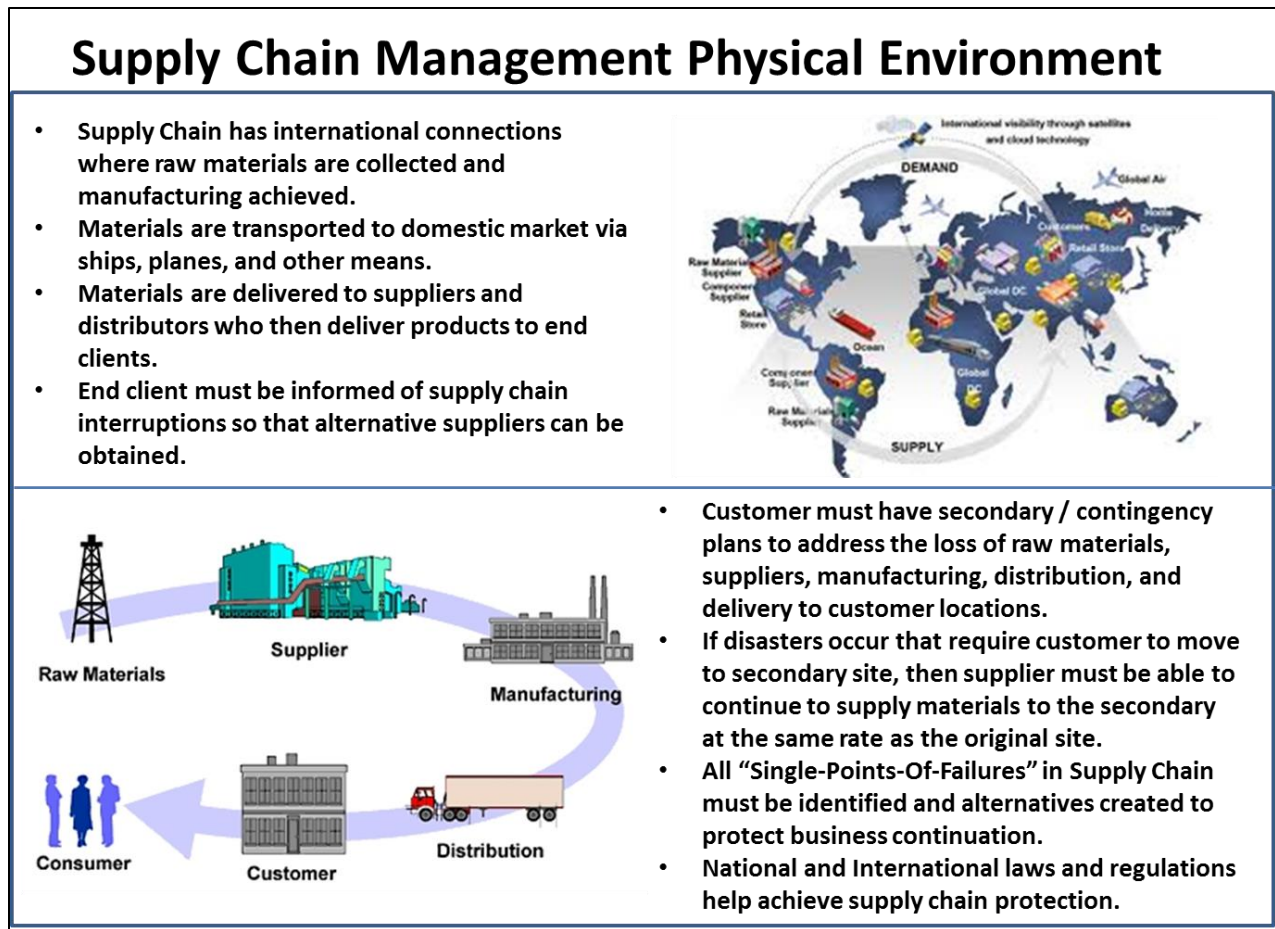 Supply Chain Management Physical Environment
• Supply Chain has international connections
where raw materials are collected and
manufacturing achieved.
• Materials are transported to domestic market via
ships, planes, and other means.
• Materials are delivered to suppliers and
distributors who then deliver products to end
clients.
• End client must be informed of supply chain
interruptions so that alternative suppliers can be
obtained.
International visibility through satellites
and cloud technology
DEMAND
Global Air
Home
Delivery
Customers
Retail Store
Raw Materials
Supplier
Component
Supplier
Retail
Store
Global DC
Ocean
Component
Supplier
Global
DC
Raw Materials
Supplier
SUPPLY
Raw Materials
Supplier
Manufacturing
Distribution
Customer
Consumer
• Customer must have secondary / contingency
plans to address the loss of raw materials,
suppliers, manufacturing, distribution, and
delivery to customer locations.
• If disasters occur that require customer to move
to secondary site, then supplier must be able to
continue to supply materials to the secondary
at the same rate as the original site.
• All “Single-Points-Of-Failures” in Supply Chain
must be identified and alternatives created to
protect business continuation.
• National and International laws and regulations
help achieve supply chain protection.